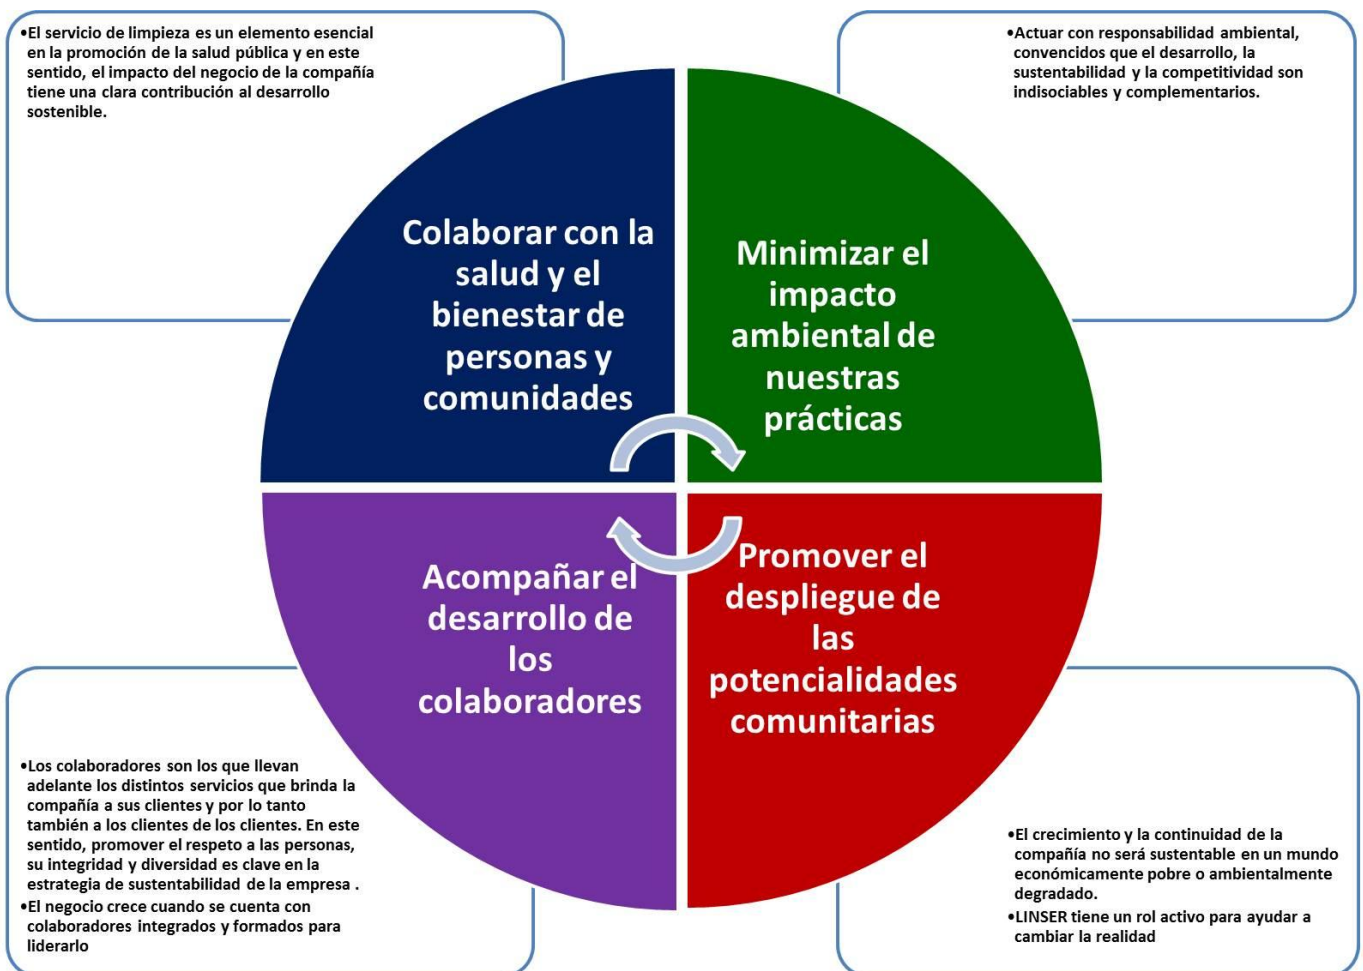 •El servicio de limpieza es un elemento esencial
en la promoción de la salud pública y en este
sentido, el impacto del negocio de la compañía
tiene una clara contribución al desarrollo
sostenible.
•Actuar con responsabilidad ambiental,
convencidos que el desarrollo, la
sustentabilidad y la competitividad son
indisociables y complementarios.
Colaborar con la
salud y el
bienestar de
personas y
comunidades
Minimizar el
impacto
ambiental de
nuestras
prácticas
Acompañar el
desarrollo de
los
colaboradores
Promover el
despliegue de
las
potencialidades
comunitarias
•Los colaboradores son los que llevan
adelante los distintos servicios que brinda la
compañía a sus clientes y por lo tanto
también a los clientes de los clientes. En este
sentido, promover el respeto a las personas,
su integridad y diversidad es clave en la
estrategia de sustentabilidad de la empresa .
•El negocio crece cuando se cuenta con
colaboradores integrados y formados para
liderarlo
•El crecimiento y la continuidad de la
compañía no será sustentable en un mundo
económicamente pobre o ambientalmente
degradado.
•LINSER tiene un rol activo para ayudar a
cambiar la realidad